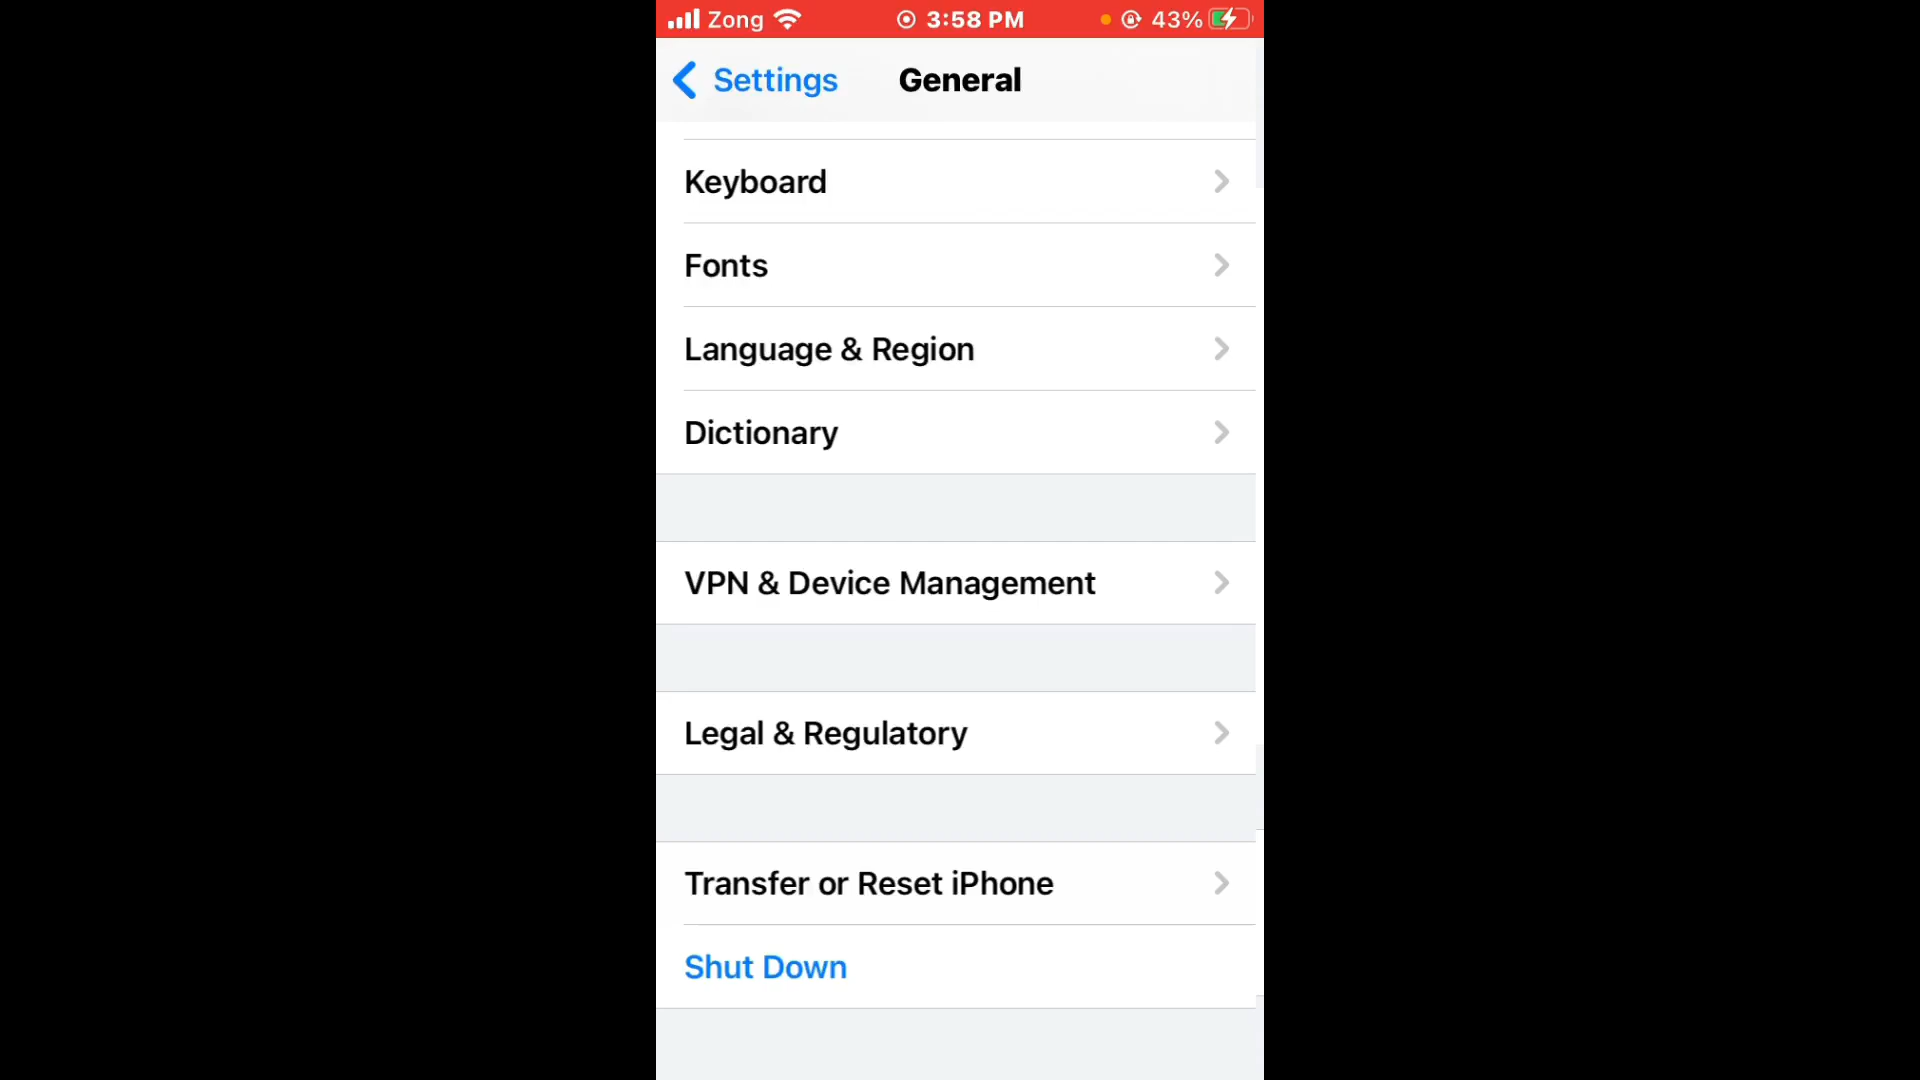 Zong 3:58 PM 43%
Settings General
Keyboard
Fonts
Language & Region
Dictionary
VPN & Device Management
Legal & Regulatory
Transfer or Reset iPhone
Shut Down